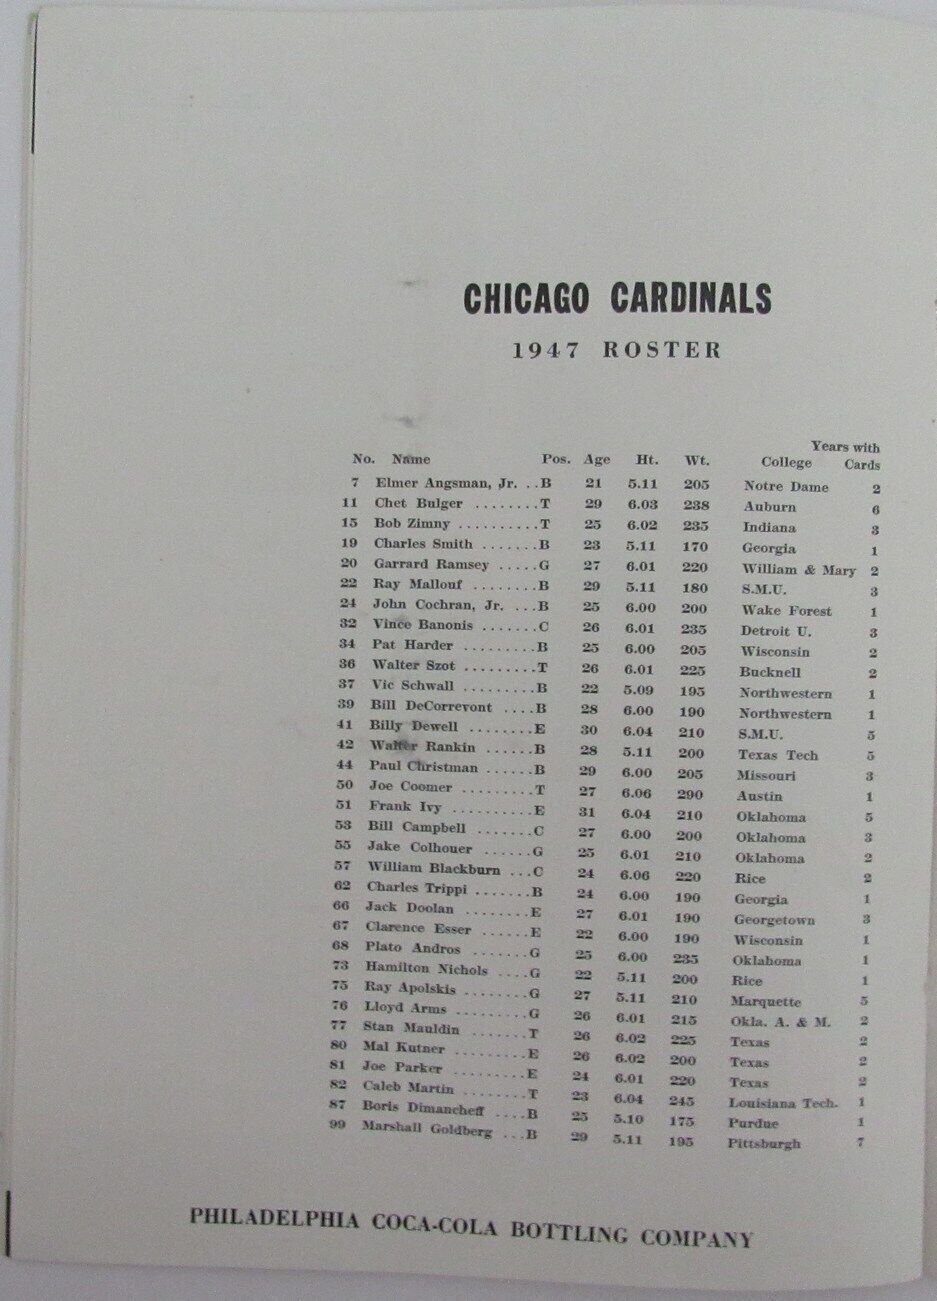 CHICAGO CARDINALS
1947 ROSTER
Years with
No. Name Pos. Age Ht. Wt. College Cards
7 Elmer Angsman, Jr. ..B 21 5.11 205 Notre Dame 2
11 Chet Bulger ........T 29 6.03 238 Auburn 6
15 Bob Zimny ..........T 25 6.02 235 Indiana 3
19 Charles Smith .......B 23 5.11 170 Georgia 1
20 Garrard Ramsey .....G 27 6.01 220 William & Mary 2
22 Ray Mallouf ........B 29 5.11 180 S.M.U. 3
24 John Cochran, Jr. ...B 25 6.00 200 Wake Forest 1
32 Vince Banonis .......C 26 6.01 235 Detroit U. 3
34 Pat Harder ..........B 25 6.00 205 Wisconsin 2
36 Walter Szot .........T 26 6.01 225 Bucknell 2
37 Vic Schwall .........B 22 5.09 195 Northwestern 1
39 Bill DeCorrevont ....B 28 6.00 190 Northwestern 1
41 Billy Dewell ........E 30 6.04 210 S.M.U. 5
42 Walter Rankin ......B 28 5.11 200 Texas Tech 5
44 Paul Christman ......B 29 6.00 205 Missouri 3
50 Joe Coomer .........T 27 6.06 290 Austin 1
51 Frank Ivy ..........E 31 6.04 210 Oklahoma 5
53 Bill Campbell .......C 27 6.00 200 Oklahoma 3
55 Jake Colhouer ......G 25 6.01 210 Oklahoma 2
57 William Blackburn ...C 24 6.06 220 Rice 2
62 Charles Trippi .......B 24 6.00 190 Georgia 1
66 Jack Doolan ........E 27 6.01 190 Georgetown 3
67 Clarence Esser ......E 22 6.00 190 Wisconsin 1
68 Plato Andros .......G 25 6.00 235 Oklahoma 1
73 Hamilton Nichols ....G 22 5.11 200 Rice 1
75 Ray Apolskis ........G 27 5.11 210 Marquette 5
76 Lloyd Arms .........G 26 6.01 215 Okla. A. & M. 2
77 Stan Mauldin .......T 26 6.02 225 Texas 2
80 Mal Kutner .........E 26 6.02 200 Texas 2
81 Joe Parker .........E 24 6.01 220 Texas 2
82 Caleb Martin ........T 23 6.04 245 Louisiana Tech. 1
87 Boris Dimancheff ....B 25 5.10 175 Purdue 1
99 Marshall Goldberg ...B 29 5.11 195 Pittsburgh 7
PHILADELPHIA COCA-COLA BOTTLING COMPANY